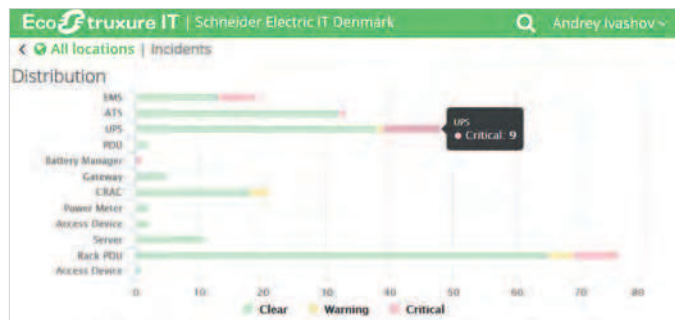 EcoStruxure IT | Schneider Electric IT Denmark
Andrey Ivashov
< All locations | Incidents
Distribution
EMS
ATS
UPS
PDU
Battery Manager
Gateway
CRAC
Power Meter
Access Device
Server
Rack PDU
Access Device
UPS
Critical: 9
0 10 20 30 40 50 60 70 80
Clear Warning Critical